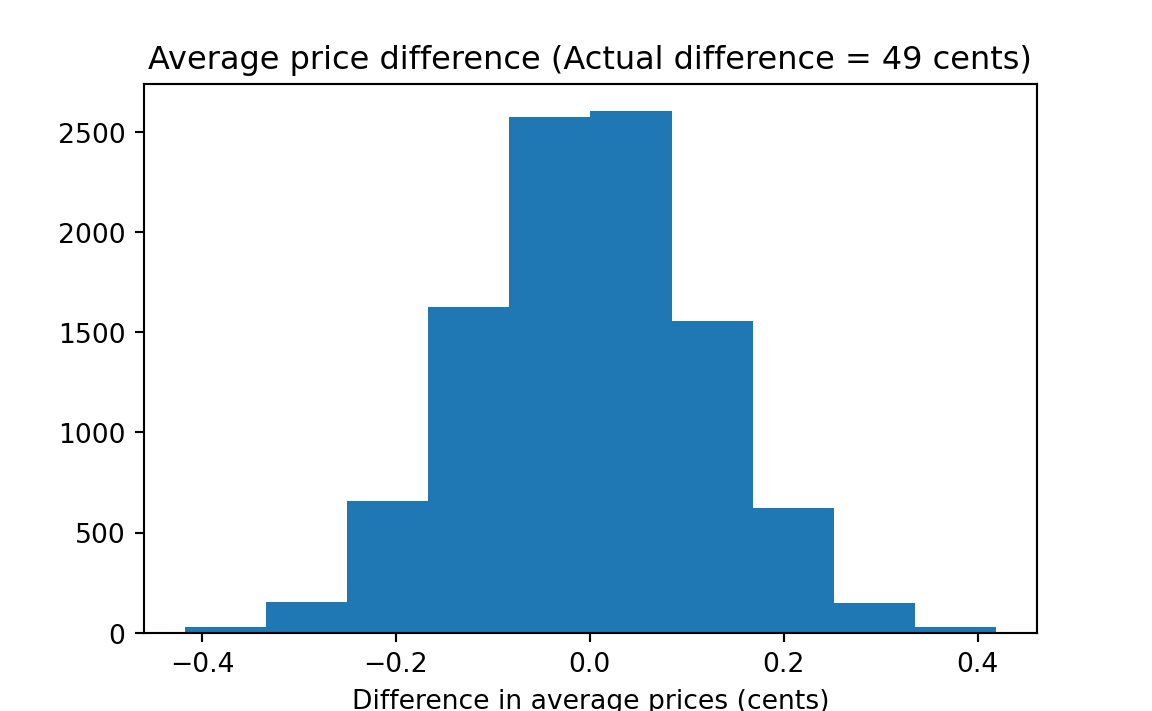 Average price difference (Actual difference = 49 cents)
2500
2000
1500
1000
500
0
−0.4 −0.2 0.0 0.2 0.4
Difference in average prices (cents)